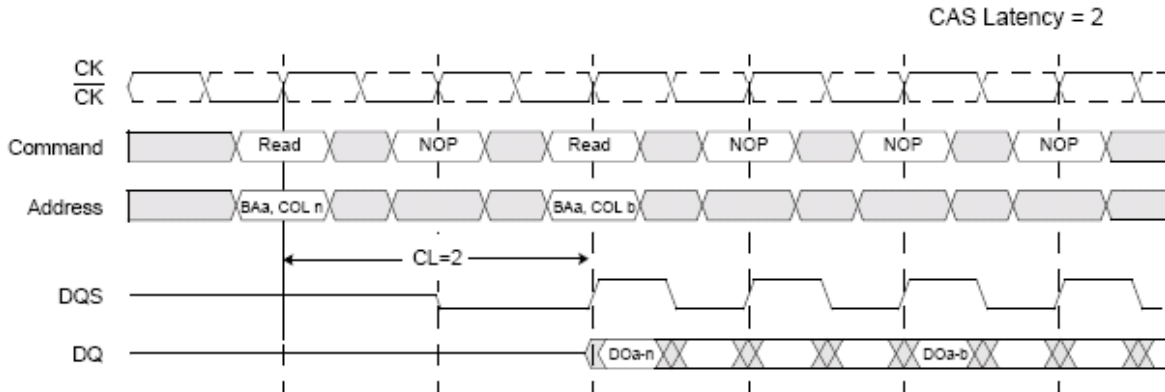 CAS Latency = 2
CK
CK
Command Read NOP Read NOP NOP NOP
Address BAa, COL n BAa, COL b
CL=2
DQS
DQ DOa-n DOa-b